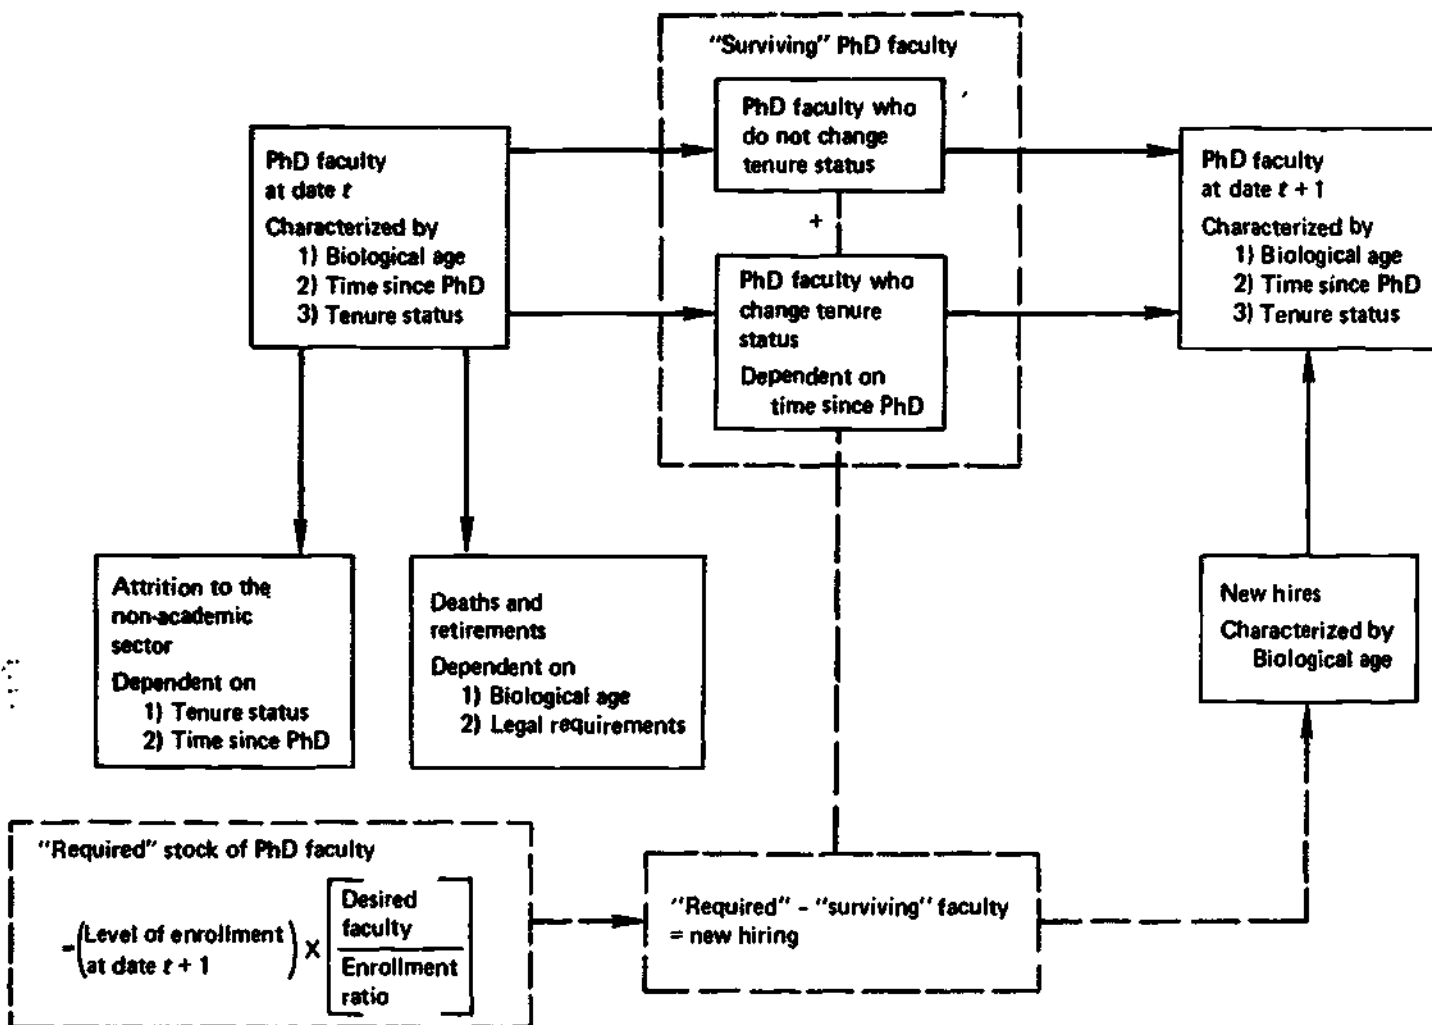 "Surviving" PhD faculty
PhD faculty who
do not change
tenure status
+
PhD faculty who
change tenure
status
Dependent on
time since PhD
PhD faculty
at date t
Characterized by
1) Biological age
2) Time since PhD
3) Tenure status
PhD faculty
at date t + 1
Characterized by
1) Biological age
2) Time since PhD
3) Tenure status
Attrition to the
non-academic
sector
Dependent on
1) Tenure status
2) Time since PhD
Deaths and
retirements
Dependent on
1) Biological age
2) Legal requirements
New hires
Characterized by
Biological age
"Required" stock of PhD faculty
=(Level of enrollment
at date t + 1) X [Desired
faculty
Enrollment
ratio]
"Required" - "surviving" faculty
= new hiring